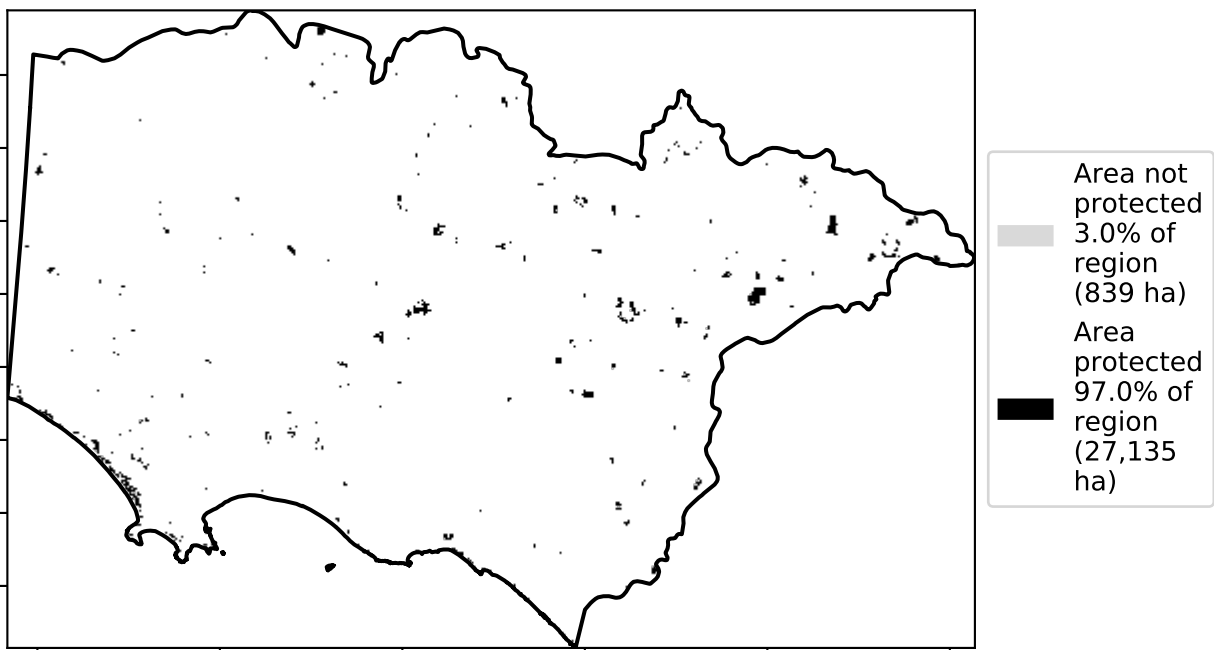 Area not
protected
3.0% of
region
(839 ha)
Area
protected
97.0% of
region
(27,135
ha)